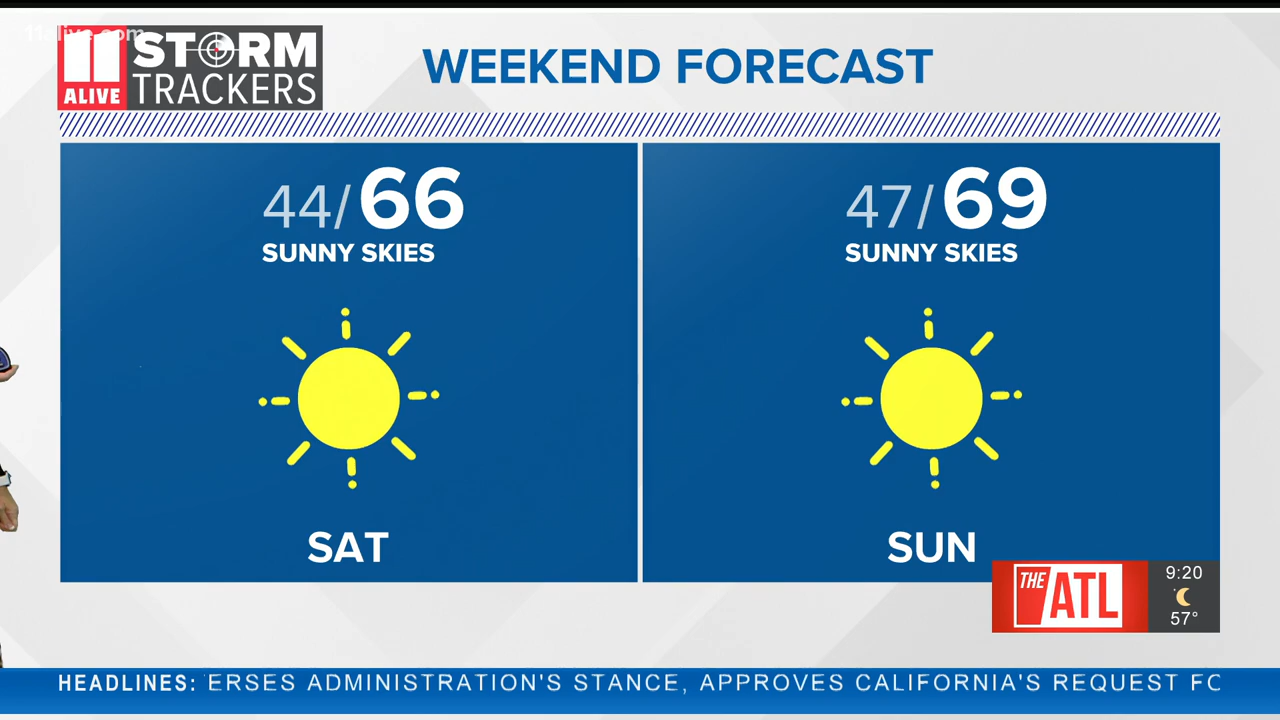 11alive.com
11 ALIVE
STORM
TRACKERS
WEEKEND FORECAST
44/66
SUNNY SKIES
SAT
47/69
SUNNY SKIES
SUN
THE ATL
9:20
57°
HEADLINES: ERSES ADMINISTRATION'S STANCE, APPROVES CALIFORNIA'S REQUEST FO